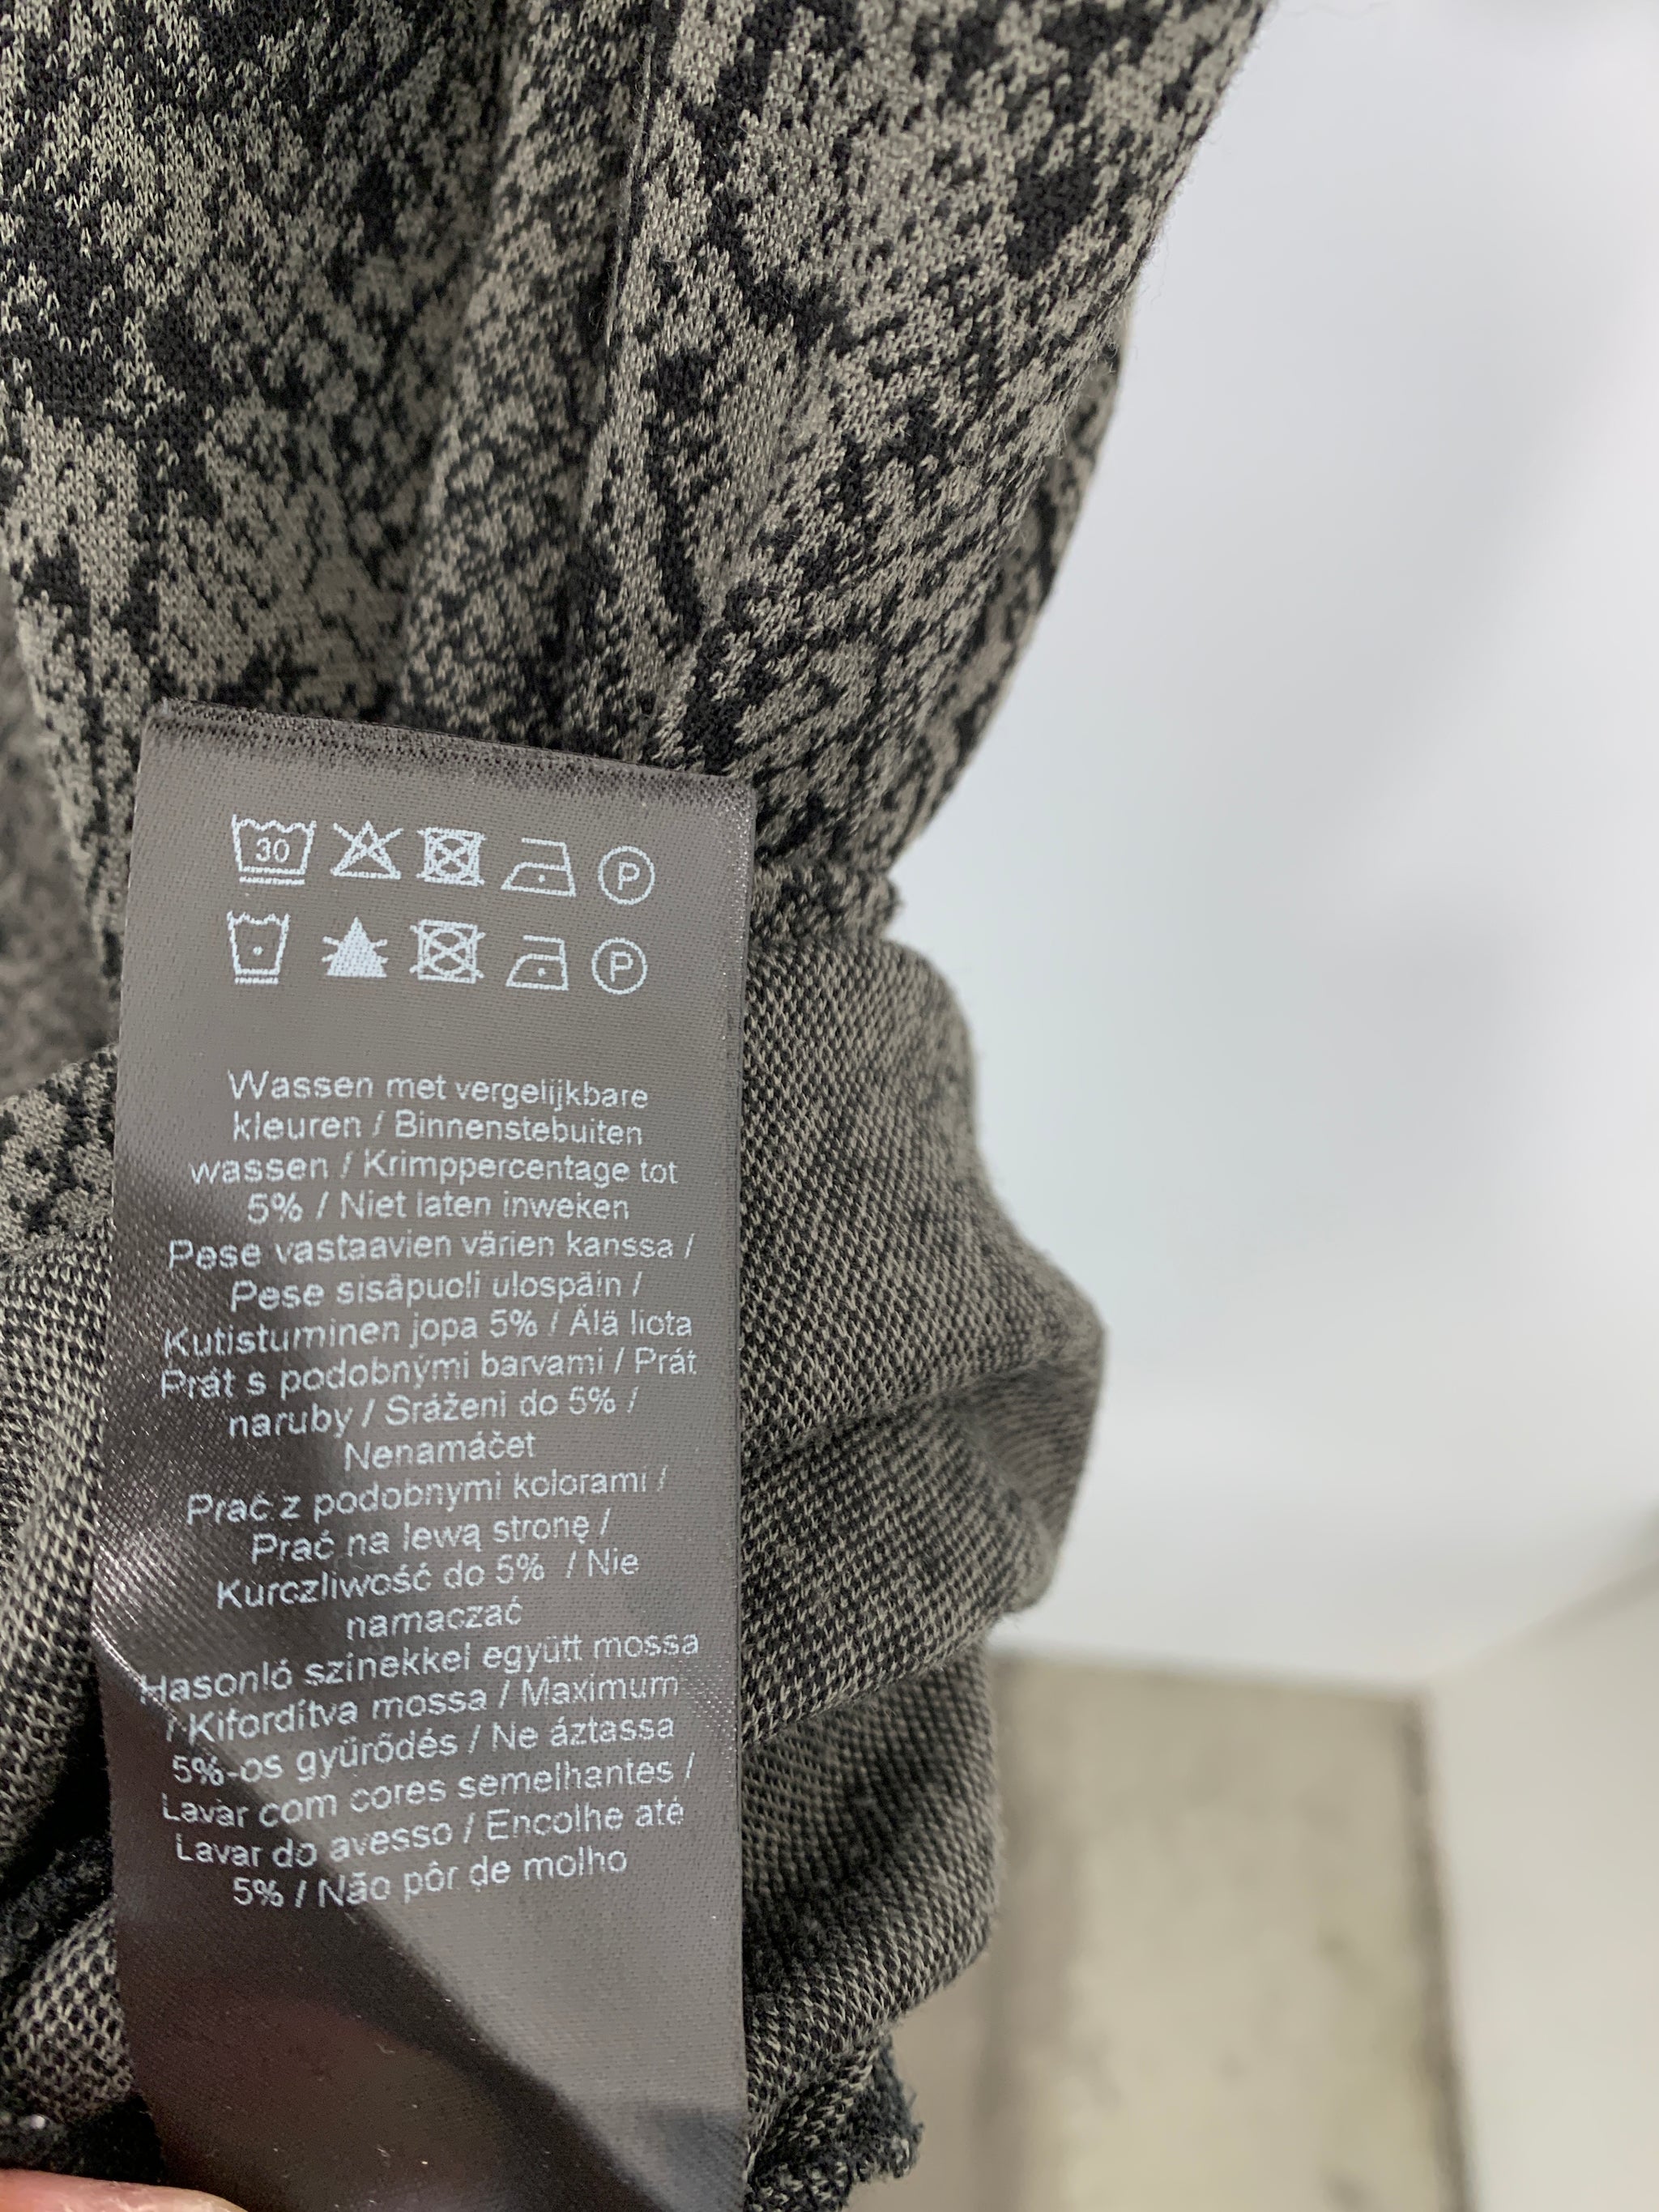 30 P
P
Wassen met vergelijkbare
kleuren / Binnenstebuiten
wassen / Krimppercentage tot
5% / Niet laten inweken
Pese vastaavien värien kanssa /
Pese sisäpuoli ulospäin /
Kutistuminen jopa 5% / Älä liota
Prát s podobnými barvami / Prát
naruby / Srážení do 5% /
Nenamáčet
Prać z podobnymi kolorami /
Prać na lewą stronę /
Kurczliwość do 5% / Nie
namaczać
Hasonló színekkel együtt mossa
/ Kifordítva mossa / Maximum
5%-os gyűrődés / Ne áztassa
Lavar com cores semelhantes /
Lavar do avesso / Encolhe até
5% / Não pôr de molho